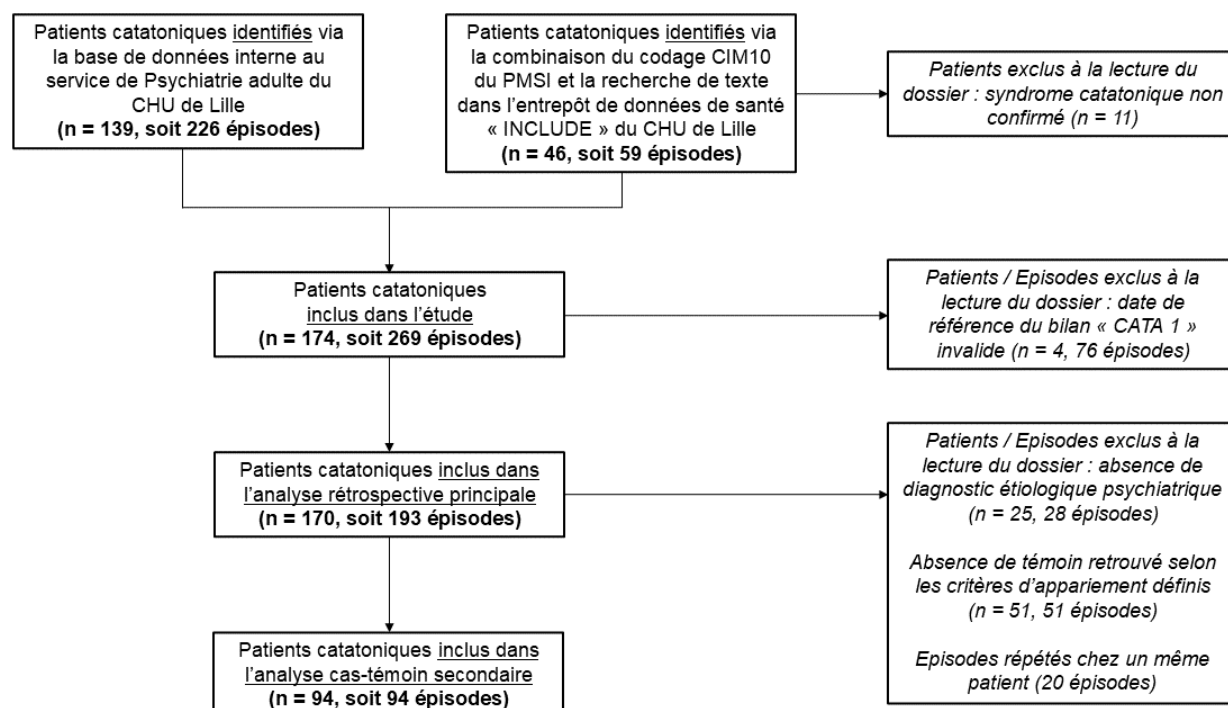 Patients catatoniques identifiés via
la base de données interne au
service de Psychiatrie adulte du
CHU de Lille
(n = 139, soit 226 épisodes)
Patients catatoniques identifiés via
la combinaison du codage CIM10
du PMSI et la recherche de texte
dans l'entrepôt de données de santé
« INCLUDE » du CHU de Lille
(n = 46, soit 59 épisodes)
Patients exclus à la lecture du
dossier : syndrome catatonique non
confirmé (n = 11)
Patients catatoniques
inclus dans l'étude
(n = 174, soit 269 épisodes)
Patients / Episodes exclus à la
lecture du dossier : date de
référence du bilan « CATA 1 »
invalide (n = 4, 76 épisodes)
Patients catatoniques inclus dans
l'analyse rétrospective principale
(n = 170, soit 193 épisodes)
Patients / Episodes exclus à la
lecture du dossier : absence de
diagnostic étiologique psychiatrique
(n = 25, 28 épisodes)
Absence de témoin retrouvé selon
les critères d'appariement définis
(n = 51, 51 épisodes)
Episodes répétés chez un même
patient (20 épisodes)
Patients catatoniques inclus dans
l'analyse cas-témoin secondaire
(n = 94, soit 94 épisodes)